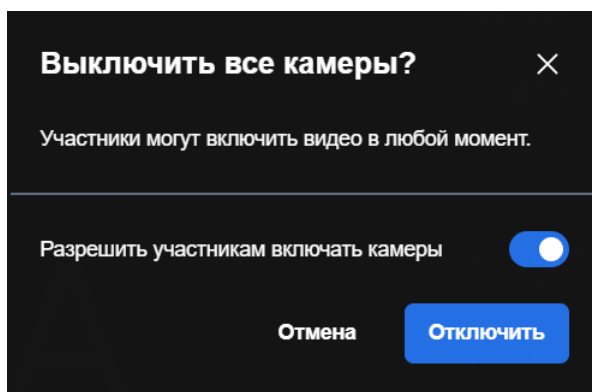 Выключить все камеры?
Участники могут включить видео в любой момент.
Разрешить участникам включать камеры
Отмена
Отключить